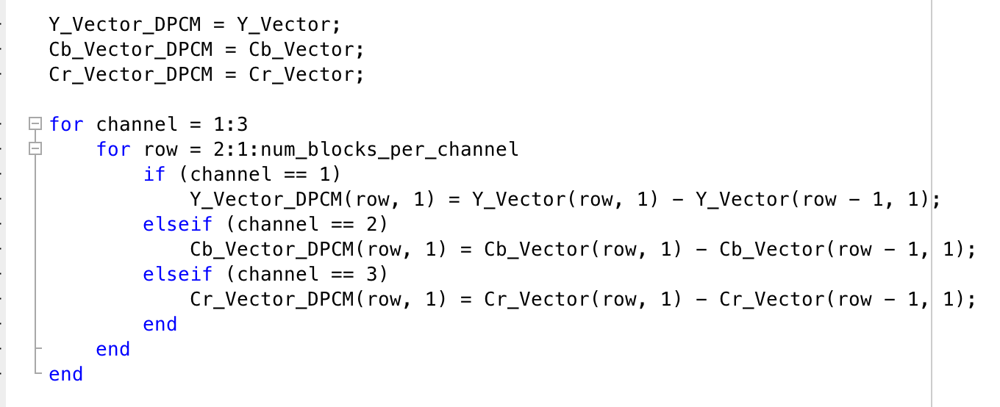 Y_Vector_DPCM = Y_Vector;
Cb_Vector_DPCM = Cb_Vector;
Cr_Vector_DPCM = Cr_Vector;
for channel = 1:3
for row = 2:1:num_blocks_per_channel
if (channel == 1)
Y_Vector_DPCM(row, 1) = Y_Vector(row, 1) - Y_Vector(row - 1, 1);
elseif (channel == 2)
Cb_Vector_DPCM(row, 1) = Cb_Vector(row, 1) - Cb_Vector(row - 1, 1);
elseif (channel == 3)
Cr_Vector_DPCM(row, 1) = Cr_Vector(row, 1) - Cr_Vector(row - 1, 1);
end
end
end